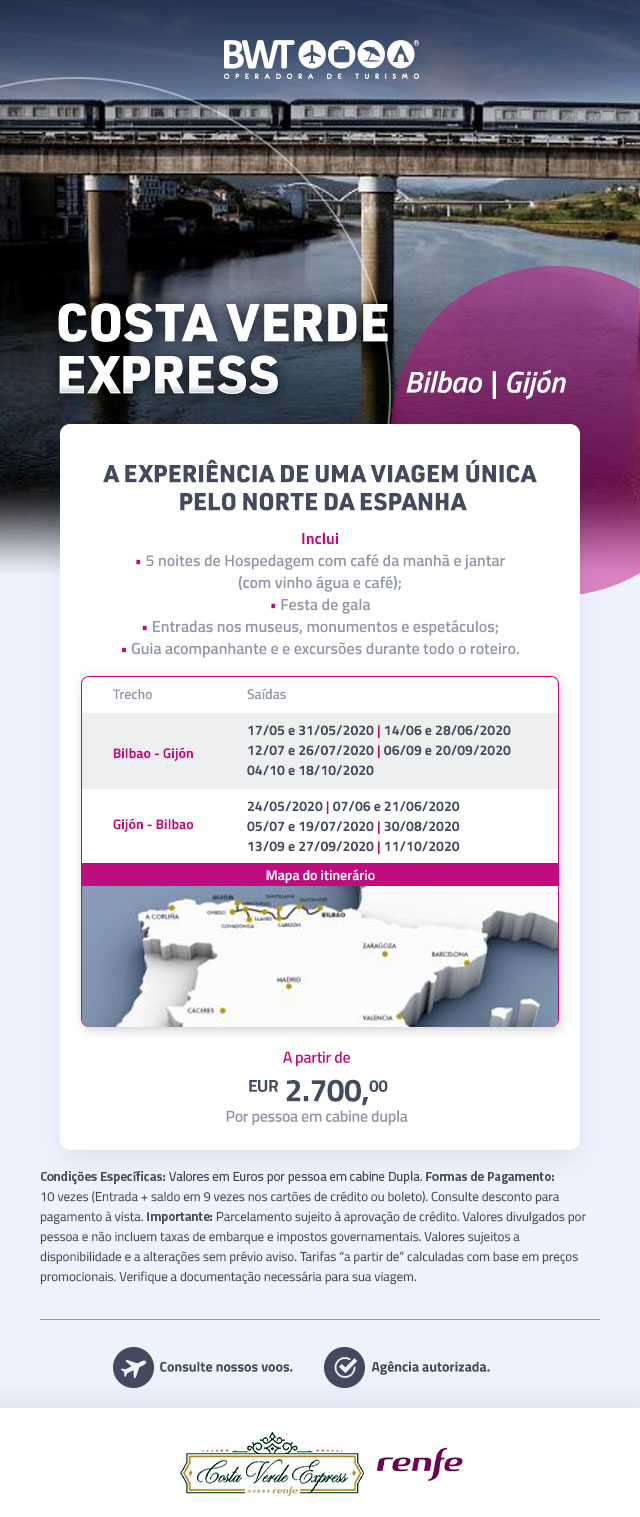 BWT
OPERADORA DE TURISMO
COSTA VERDE
EXPRESS
Bilbao | Gijón
A EXPERIÊNCIA DE UMA VIAGEM ÚNICA
PELO NORTE DA ESPANHA
Inclui
▪ 5 noites de Hospedagem com café da manhã e jantar
(com vinho água e café);
▪ Festa de gala
▪ Entradas nos museus, monumentos e espetáculos;
▪ Guia acompanhante e e excursões durante todo o roteiro.
Trecho Saídas
Bilbao - Gijón
17/05 e 31/05/2020 | 14/06 e 28/06/2020
12/07 e 26/07/2020 | 06/09 e 20/09/2020
04/10 e 18/10/2020
Gijón - Bilbao
24/05/2020 | 07/06 e 21/06/2020
05/07 e 19/07/2020 | 30/08/2020
13/09 e 27/09/2020 | 11/10/2020
Mapa do itinerário
A CORUÑA
GIJÓN
OVIEDO
LLANES
COVADONGA
CABEZÓN
SANTANDER
BILBAO
ZARAGOZA
BARCELONA
MADRID
CÁCERES
VALENCIA
A partir de
EUR 2.700,00
Por pessoa em cabine dupla
Condições Específicas: Valores em Euros por pessoa em cabine Dupla. Formas de Pagamento:
10 vezes (Entrada + saldo em 9 vezes nos cartões de crédito ou boleto). Consulte desconto para
pagamento à vista. Importante: Parcelamento sujeito à aprovação de crédito. Valores divulgados por
pessoa e não incluem taxas de embarque e impostos governamentais. Valores sujeitos a
disponibilidade e a alterações sem prévio aviso. Tarifas “a partir de” calculadas com base em preços
promocionais. Verifique a documentação necessária para sua viagem.
Consulte nossos voos.
Agência autorizada.
Costa Verde Express
renfe
renfe